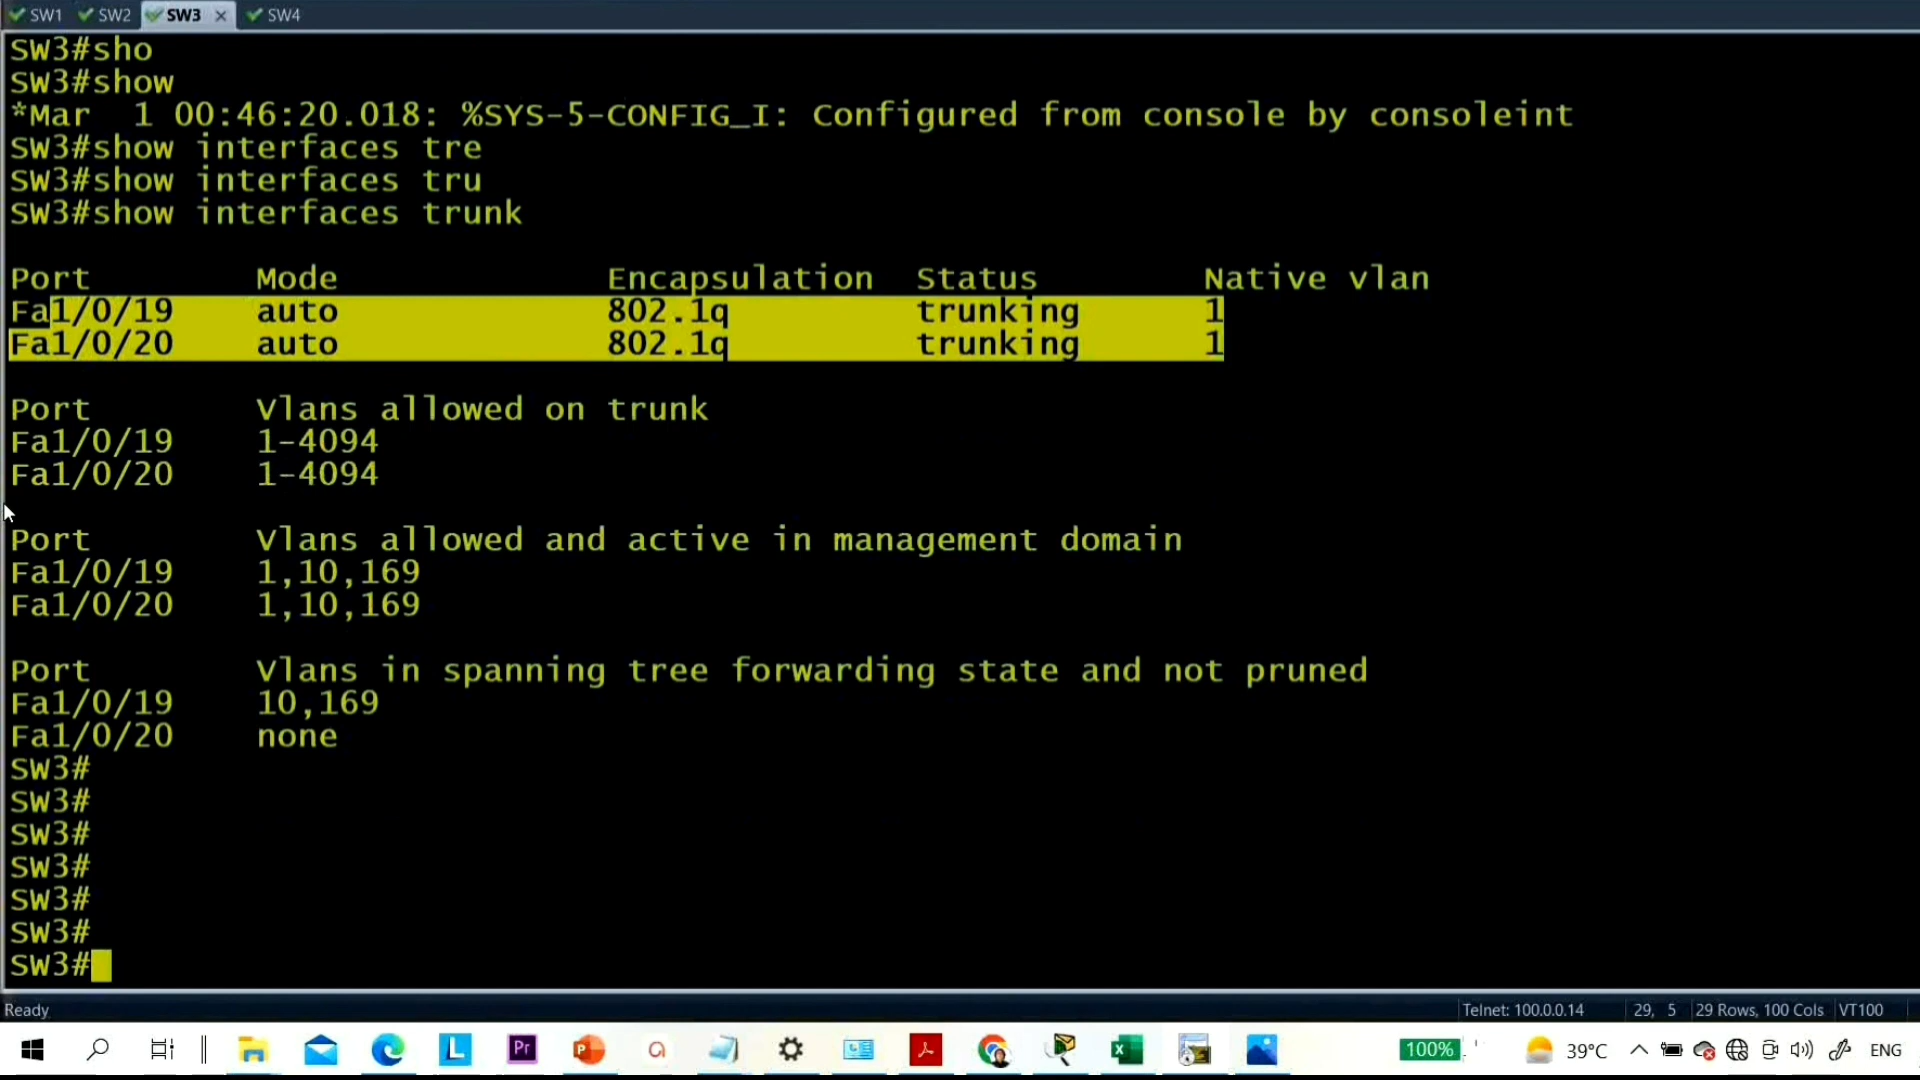 SW1 SW2 SW3 × SW4
SW3#sho
SW3#show
*Mar  1 00:46:20.018: %SYS-5-CONFIG_I: Configured from console by consoleint
SW3#show interfaces tre
SW3#show interfaces tru
SW3#show interfaces trunk
Port        Mode             Encapsulation  Status        Native vlan
Fa1/0/19    auto             802.1q         trunking      1
Fa1/0/20    auto             802.1q         trunking      1
Port        Vlans allowed on trunk
Fa1/0/19    1-4094
Fa1/0/20    1-4094
Port        Vlans allowed and active in management domain
Fa1/0/19    1,10,169
Fa1/0/20    1,10,169
Port        Vlans in spanning tree forwarding state and not pruned
Fa1/0/19    10,169
Fa1/0/20    none
SW3#
SW3#
SW3#
SW3#
SW3#
SW3#
SW3#
Ready Telnet: 100.0.0.14 29, 5 29 Rows, 100 Cols VT100
L Pr P a X 100% 39°C ENG